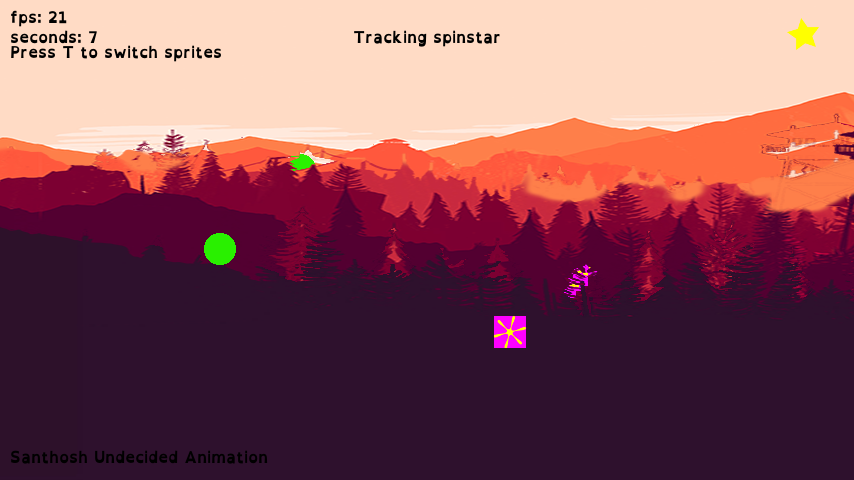 fps: 21
seconds: 7
Press T to switch sprites
Tracking spinstar
Santhosh Undecided Animation